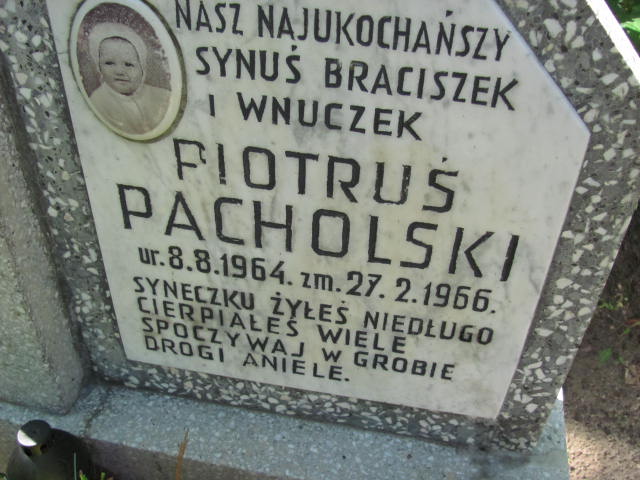 NASZ NAJUKOCHAŃSZY
SYNUŚ BRACISZEK
I WNUCZEK
PIOTRUŚ
PACHOLSKI
ur. 8.8.1964. zm. 27.2.1966.
SYNECZKU ŻYŁEŚ NIEDŁUGO
CIERPIAŁEŚ WIELE
SPOCZYWAJ W GROBIE
DROGI ANIELE.